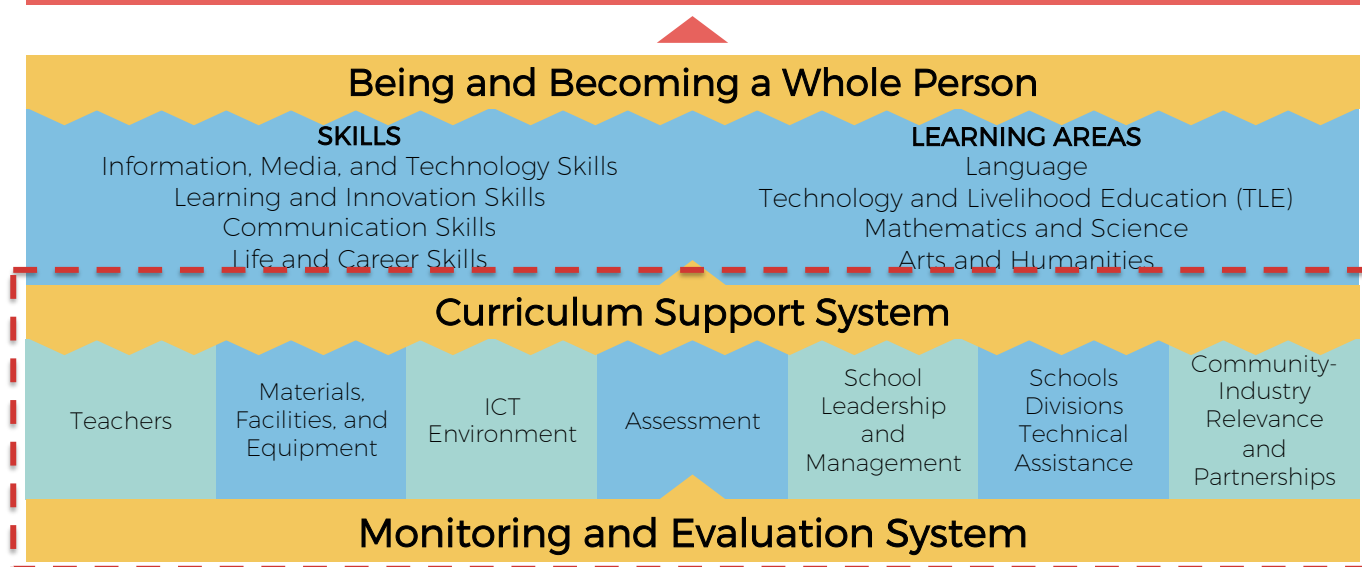 Being and Becoming a Whole Person
SKILLS
Information, Media, and Technology Skills
Learning and Innovation Skills
Communication Skills
Life and Career Skills
LEARNING AREAS
Language
Technology and Livelihood Education (TLE)
Mathematics and Science
Arts and Humanities
Curriculum Support System
Teachers
Materials,
Facilities, and
Equipment
ICT
Environment
Assessment
School
Leadership
and
Management
Schools
Divisions
Technical
Assistance
Community-
Industry
Relevance
and
Partnerships
Monitoring and Evaluation System